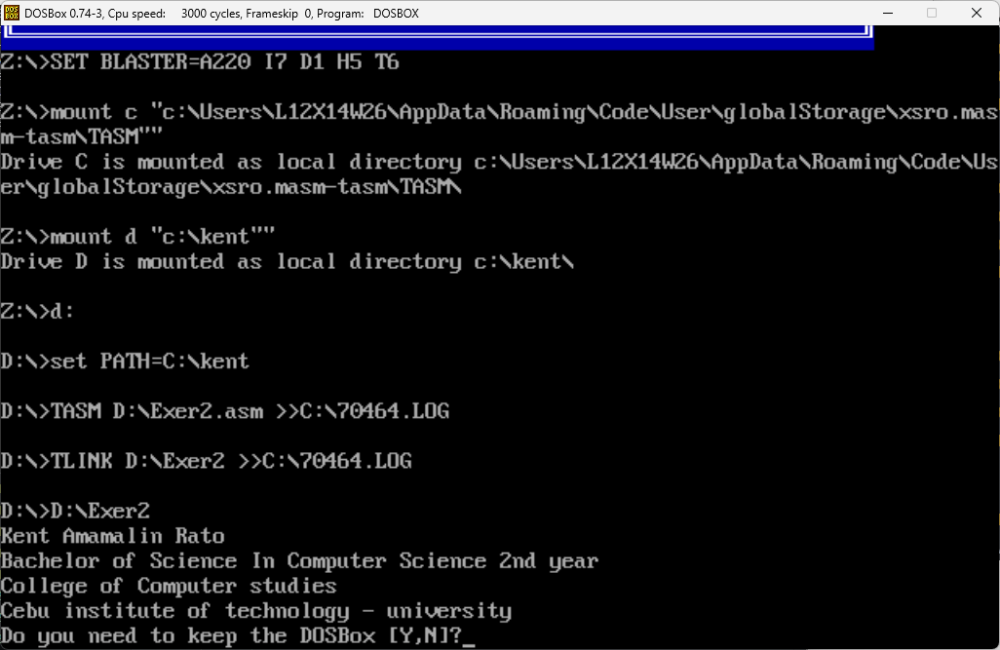 DOSBox 0.74-3, Cpu speed:    3000 cycles, Frameskip  0, Program:   DOSBOX
Z:\>SET BLASTER=A220 I7 D1 H5 T6
Z:\>mount c "c:\Users\L12X14W26\AppData\Roaming\Code\User\globalStorage\xsro.mas
m-tasm\TASM""
Drive C is mounted as local directory c:\Users\L12X14W26\AppData\Roaming\Code\Us
er\globalStorage\xsro.masm-tasm\TASM\
Z:\>mount d "c:\kent""
Drive D is mounted as local directory c:\kent\
Z:\>d:
D:\>set PATH=C:\kent
D:\>TASM D:\Exer2.asm >>C:\70464.LOG
D:\>TLINK D:\Exer2 >>C:\70464.LOG
D:\>D:\Exer2
Kent Amamalin Rato
Bachelor of Science In Computer Science 2nd year
College of Computer studies
Cebu institute of technology - university
Do you need to keep the DOSBox [Y,N]?_